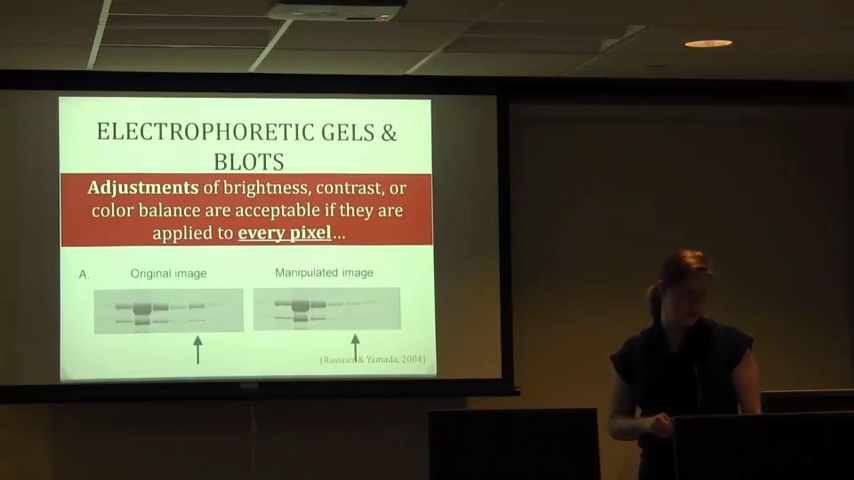 ELECTROPHORETIC GELS &
BLOTS
Adjustments of brightness, contrast, or
color balance are acceptable if they are
applied to every pixel…
A. Original image Manipulated image
(Rossner & Yamada, 2004)